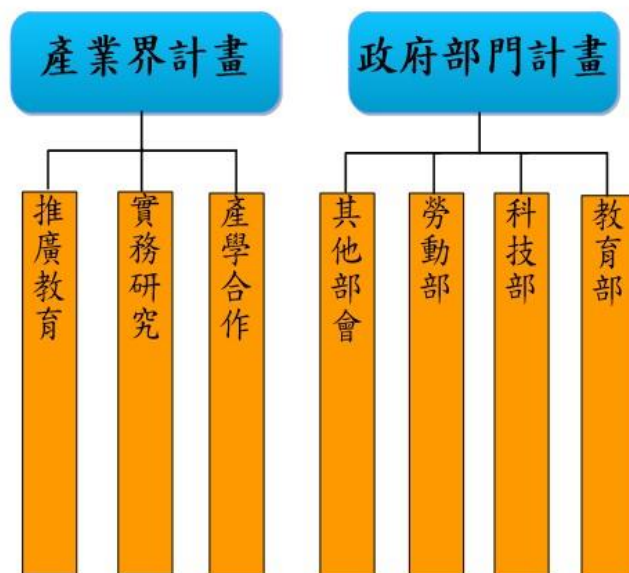 產業界計畫
政府部門計畫
推廣教育
實務研究
產學合作
其他部會
勞動部
科技部
教育部